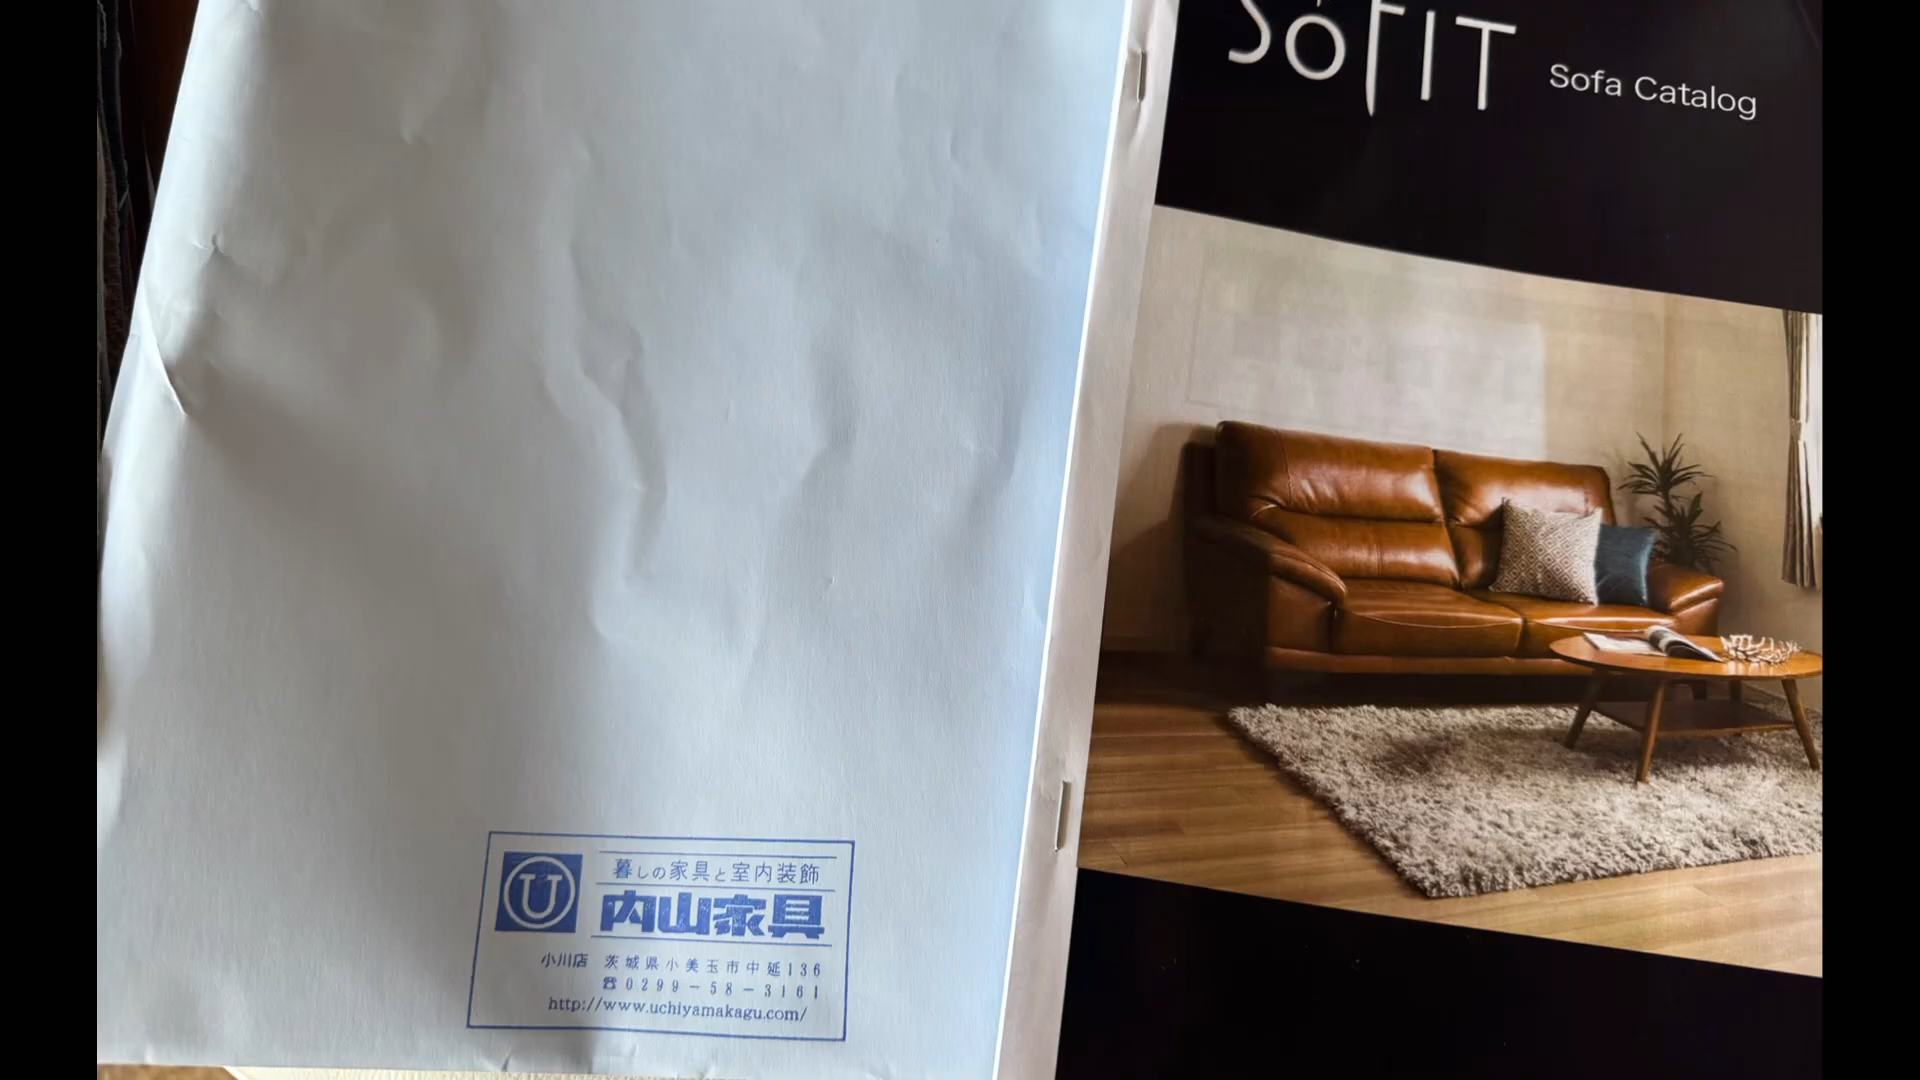 SofIT
Sofa Catalog
U
暮しの家具と室内装飾
内山家具
小川店 茨城県小美玉市中延136
☎0299-58-3161
http://www.uchiyamakagu.com/